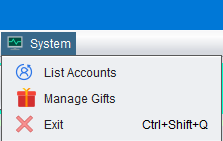 System
List Accounts
Manage Gifts
Exit Ctrl+Shift+Q